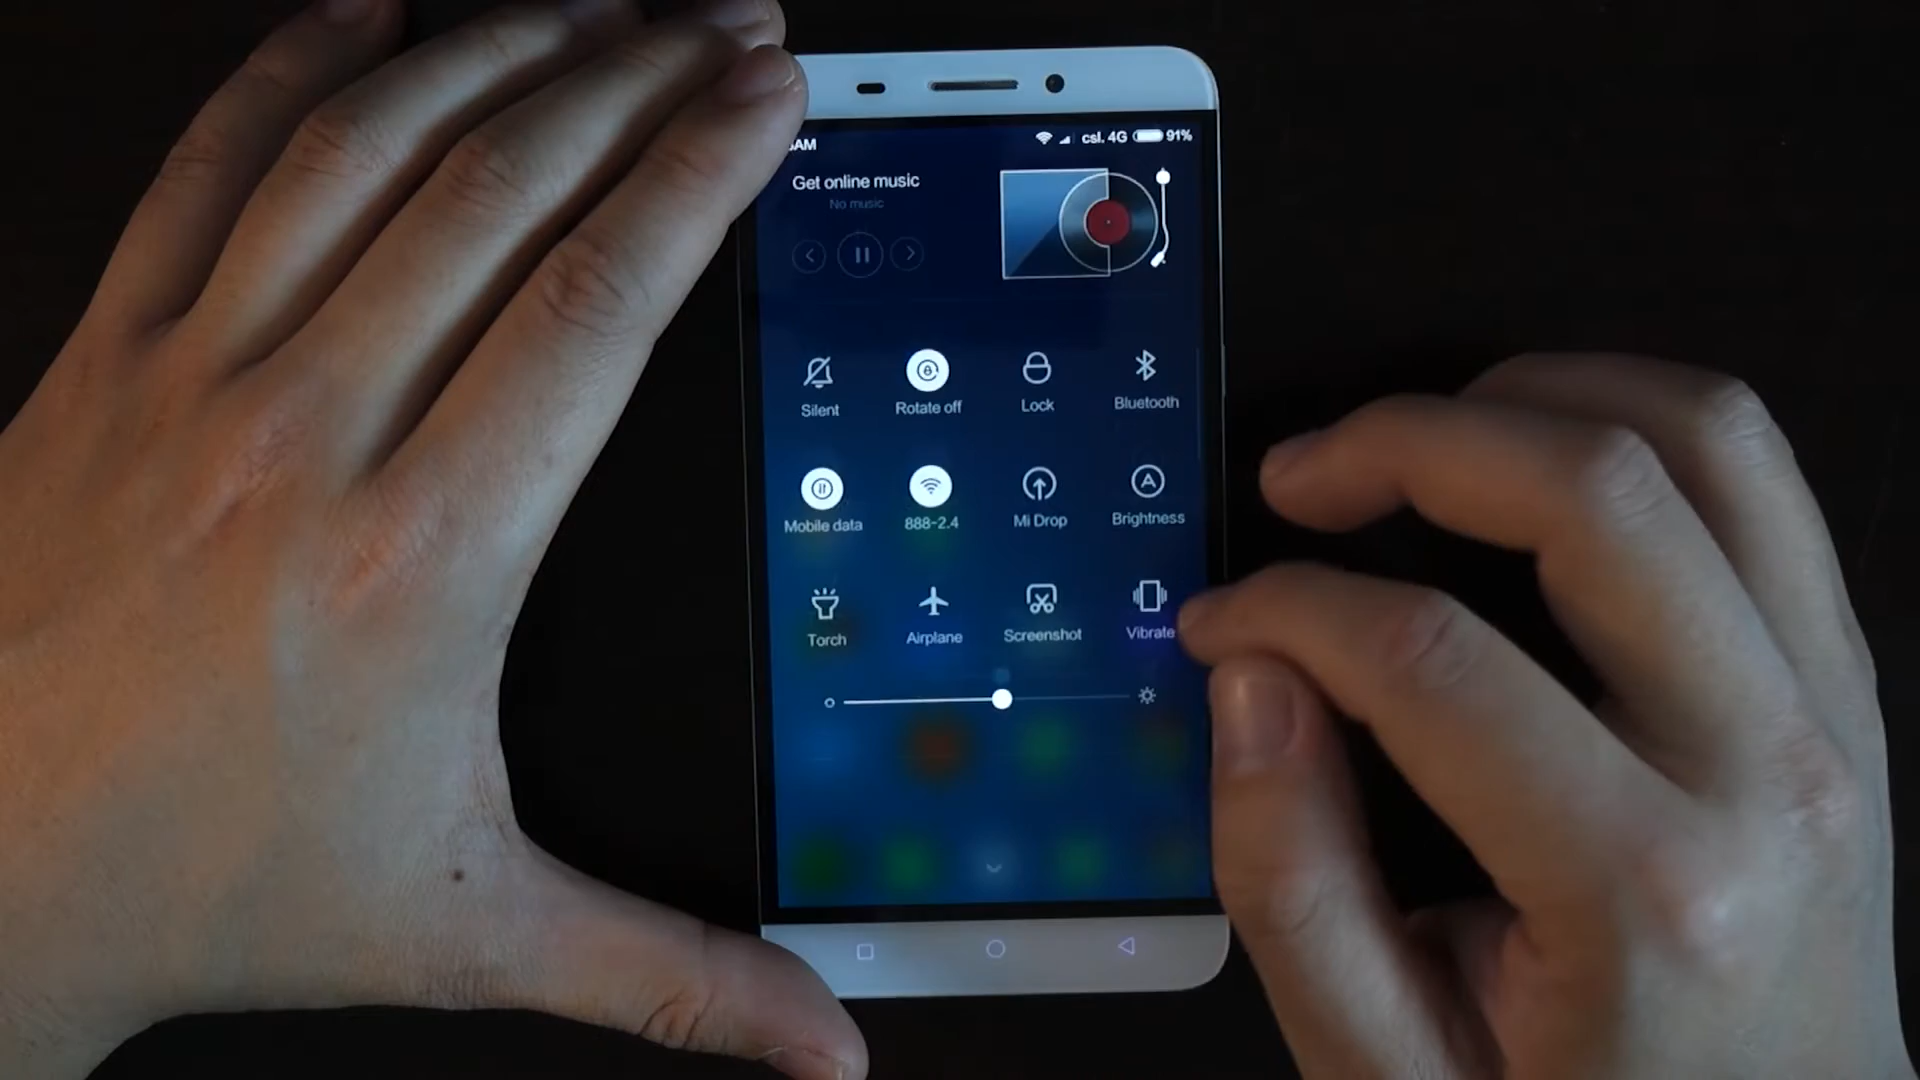 AM csl. 4G 91%
Get online music
No music
Silent Rotate off Lock Bluetooth
Mobile data 888-2.4 Mi Drop Brightness
Torch Airplane Screenshot Vibrate